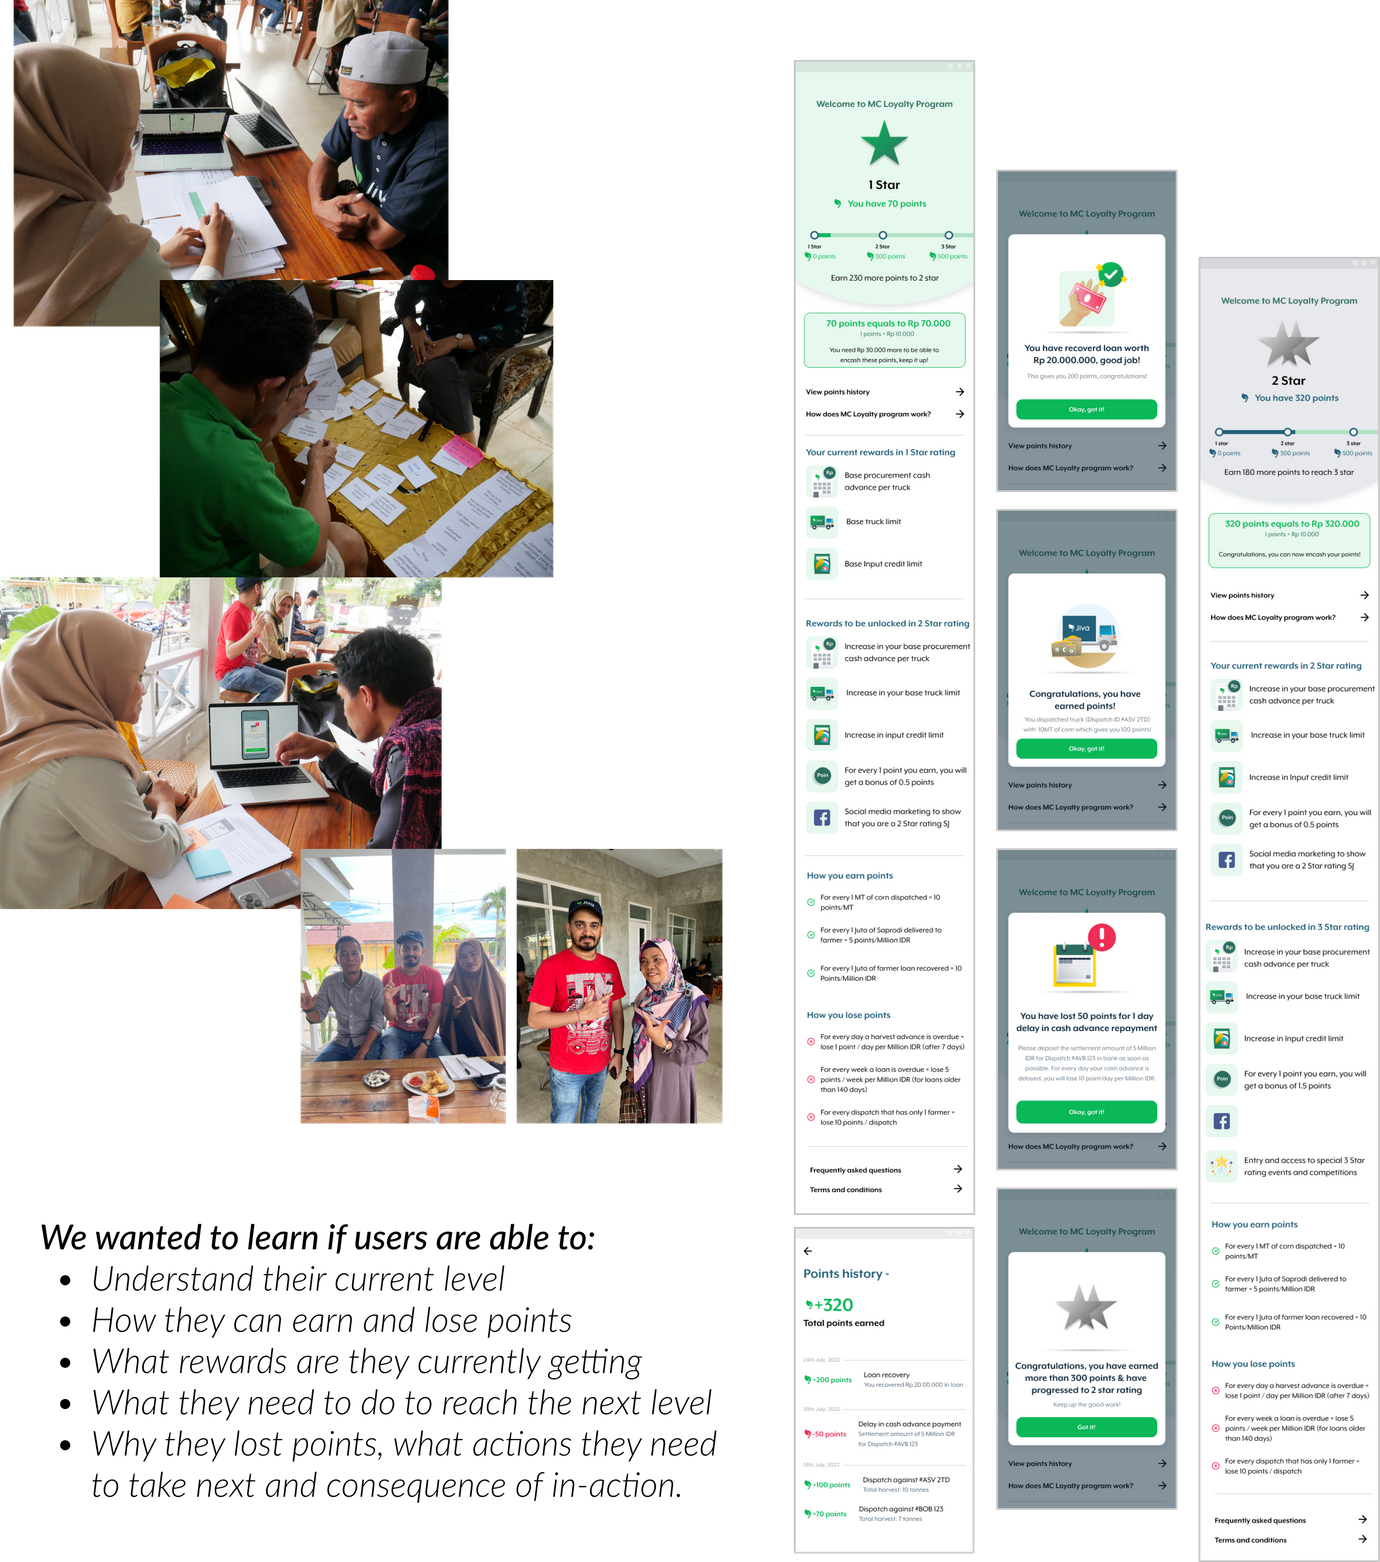 We wanted to learn if users are able to:
Understand their current level
How they can earn and lose points
What rewards are they currently getting
What they need to do to reach the next level
Why they lost points, what actions they need
to take next and consequence of in-action.
Welcome to MC Loyalty Program
1 Star
You have 70 points
1 Star
2 Star
3 Star
0 points
300 points
500 points
Earn 230 more points to 2 star
70 points equals to Rp 70.000
1 points = Rp 10.000
You need Rp 30.000 more to be able to
encash these points, keep it up!
View points history
How does MC Loyalty program work?
Your current rewards in 1 Star rating
Rp
Base procurement cash
advance per truck
Base truck limit
Base Input credit limit
Rewards to be unlocked in 2 Star rating
Rp
Increase in your base procurement
cash advance per truck
Increase in your base truck limit
Increase in input credit limit
Poin
For every 1 point you earn, you will
get a bonus of 0.5 points
Social media marketing to show
that you are a 2 Star rating SJ
How you earn points
For every 1 MT of corn dispatched = 10
points/MT
For every 1 Juta of Saprodi delivered to
farmer = 5 points/Million IDR
For every 1 juta of farmer loan recovered = 10
Points/Million IDR
How you lose points
For every day a harvest advance is overdue =
lose 1 point / day per Million IDR (after 7 days)
For every week a loan is overdue = lose 5
points / week per Million IDR (for loans older
than 140 days)
For every dispatch that has only 1 farmer =
lose 10 points / dispatch
Frequently asked questions
Terms and conditions
Points history -
+320
Total points earned
24th July, 2022
+200 points
Loan recovery
You recovered Rp 20.00.000 in loan
20th July, 2022
-50 points
Delay in cash advance payment
Settlement amount of 5 Million IDR
for Dispatch #AVB 123
18th July, 2022
+100 points
Dispatch against #ASV 2TD
Total harvest: 10 tonnes
+70 points
Dispatch against #BOB 123
Total harvest: 7 tonnes
Welcome to MC Loyalty Program
You have recoverd loan worth
Rp 20.000.000, good job!
This gives you 200 points, congratulations!
Okay, got it!
View points history
How does MC Loyalty program work?
Welcome to MC Loyalty Program
Jiva
Congratulations, you have
earned points!
You dispatched truck (Dispatch ID #ASV 2TD)
with 10MT of corn which gives you 100 points!
Okay, got it!
View points history
How does MC Loyalty program work?
Welcome to MC Loyalty Program
You have lost 50 points for 1 day
delay in cash advance repayment
Please deposit the settlement amount of 5 Million
IDR for Dispatch #AVB 123 in bank as soon as
possible. For every day your cash advance is
delayed, you will lose 10 point/day per Million IDR.
Okay, got it!
How does MC Loyalty program work?
Welcome to MC Loyalty Program
Congratulations, you have earned
more than 300 points & have
progressed to 2 star rating
Keep up the good work!
Got it!
View points history
How does MC Loyalty program work?
Welcome to MC Loyalty Program
2 Star
You have 320 points
1 star
2 star
3 star
0 points
300 points
500 points
Earn 180 more points to reach 3 star
320 points equals to Rp 320.000
1 points = Rp 10.000
Congratulations, you can now encash your points!
View points history
How does MC Loyalty program work?
Your current rewards in 2 Star rating
Rp
Increase in your base procurement
cash advance per truck
Increase in your base truck limit
Increase in Input credit limit
Poin
For every 1 point you earn, you will
get a bonus of 0.5 points
Social media marketing to show
that you are a 2 Star rating SJ
Rewards to be unlocked in 3 Star rating
Rp
Increase in your base procurement
cash advance per truck
Increase in your base truck limit
Increase in Input credit limit
Poin
For every 1 point you earn, you will
get a bonus of 1.5 points
Entry and access to special 3 Star
rating events and competitions
How you earn points
For every 1 MT of corn dispatched = 10
points/MT
For every 1 Juta of Saprodi delivered to
farmer = 5 points/Million IDR
For every 1 juta of farmer loan recovered = 10
Points/Million IDR
How you lose points
For every day a harvest advance is overdue =
lose 1 point / day per Million IDR (after 7 days)
For every week a loan is overdue = lose 5
points / week per Million IDR (for loans older
than 140 days)
For every dispatch that has only 1 farmer =
lose 10 points / dispatch
Frequently asked questions
Terms and conditions